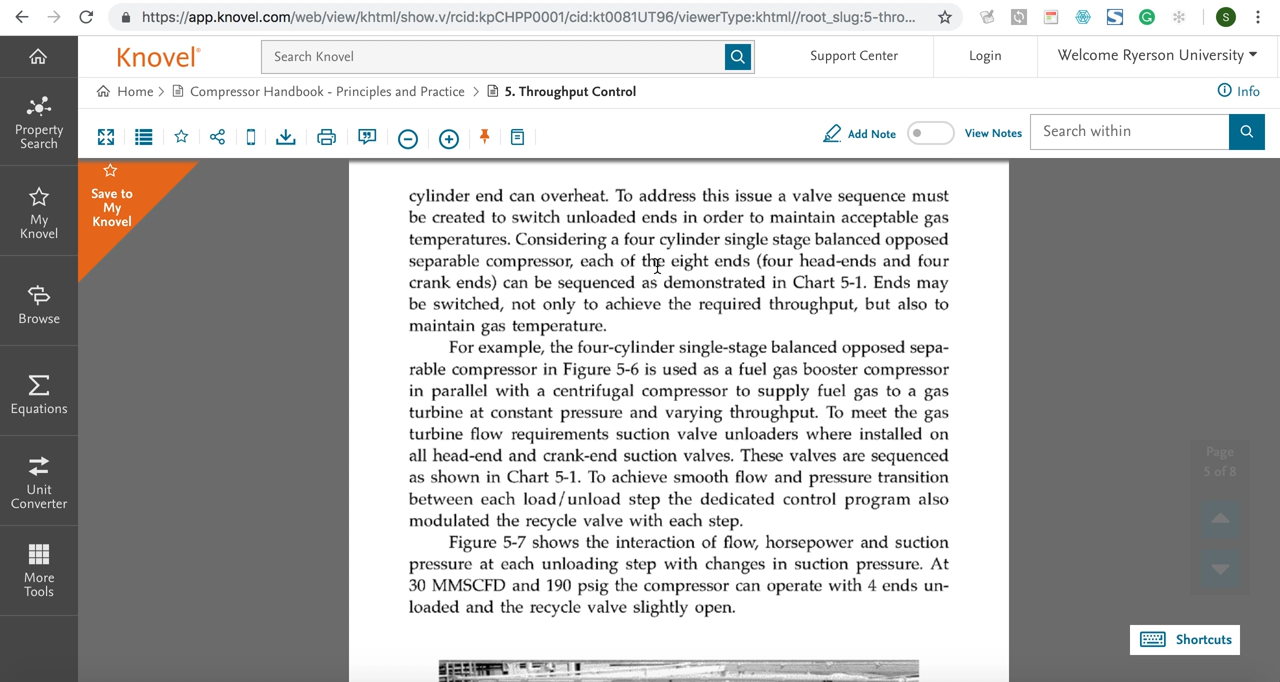 https://app.knovel.com/web/view/khtml/show.v/rcid:kpCHPP0001/cid:kt0081UT96/viewerType:khtml//root_slug:5-thro...
S
Knovel
Search Knovel
Support Center
Login
Welcome Ryerson University
Home > Compressor Handbook - Principles and Practice > 5. Throughput Control
Info
Property
Search
My
Knovel
Browse
Equations
Unit
Converter
More
Tools
Add Note
View Notes
Search within
Save to
My
Knovel
cylinder end can overheat. To address this issue a valve sequence must
be created to switch unloaded ends in order to maintain acceptable gas
temperatures. Considering a four cylinder single stage balanced opposed
separable compressor, each of the eight ends (four head-ends and four
crank ends) can be sequenced as demonstrated in Chart 5-1. Ends may
be switched, not only to achieve the required throughput, but also to
maintain gas temperature.
For example, the four-cylinder single-stage balanced opposed sepa-
rable compressor in Figure 5-6 is used as a fuel gas booster compressor
in parallel with a centrifugal compressor to supply fuel gas to a gas
turbine at constant pressure and varying throughput. To meet the gas
turbine flow requirements suction valve unloaders where installed on
all head-end and crank-end suction valves. These valves are sequenced
as shown in Chart 5-1. To achieve smooth flow and pressure transition
between each load/unload step the dedicated control program also
modulated the recycle valve with each step.
Figure 5-7 shows the interaction of flow, horsepower and suction
pressure at each unloading step with changes in suction pressure. At
30 MMSCFD and 190 psig the compressor can operate with 4 ends un-
loaded and the recycle valve slightly open.
Page
5 of 8
Shortcuts